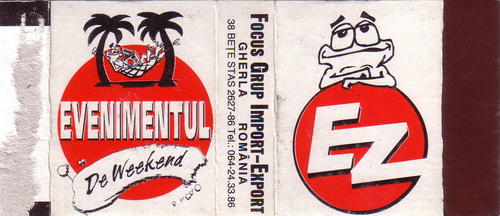 EVENIMENTUL
De Weekend
FOCUS GRUP IMPORT-EXPORT
GHERLA ROMÂNIA
38 BETE STAS 2627-86 Tel.: 064-24.33.86
EZ